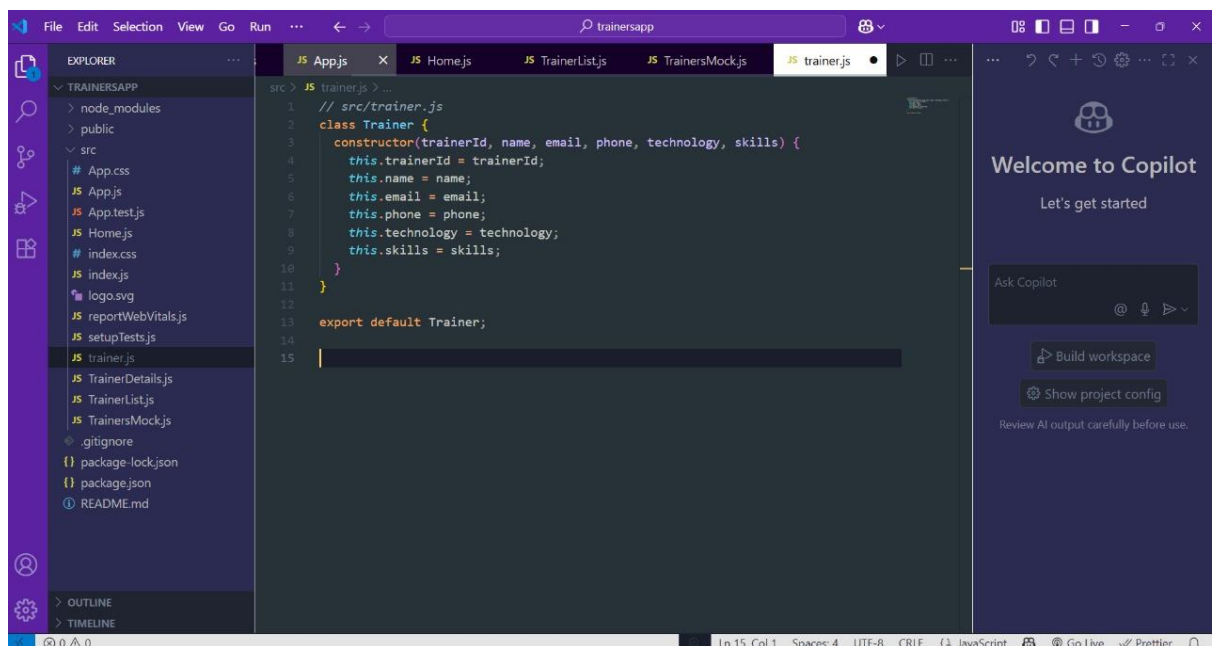 File Edit Selection View Go Run ··· trainersapp
EXPLORER ···
TRAINERSAPP
node_modules
public
src
# App.css
JS App.js
JS App.test.js
JS Home.js
# index.css
JS index.js
logo.svg
JS reportWebVitals.js
JS setupTests.js
JS trainer.js
JS TrainerDetails.js
JS TrainerList.js
JS TrainersMock.js
.gitignore
{} package-lock.json
{} package.json
README.md
OUTLINE
TIMELINE
JS App.js × JS Home.js JS TrainerList.js JS TrainersMock.js JS trainer.js ●
src > JS trainer.js > ...
1 // src/trainer.js
2 class Trainer {
3 constructor(trainerId, name, email, phone, technology, skills) {
4 this.trainerId = trainerId;
5 this.name = name;
6 this.email = email;
7 this.phone = phone;
8 this.technology = technology;
9 this.skills = skills;
10 }
11 }
12
13 export default Trainer;
14
15
Welcome to Copilot
Let's get started
Ask Copilot
@
Build workspace
Show project config
Review AI output carefully before use.
0 0 Ln 15, Col 1 Spaces: 4 UTF-8 CRLF JavaScript Go Live Prettier